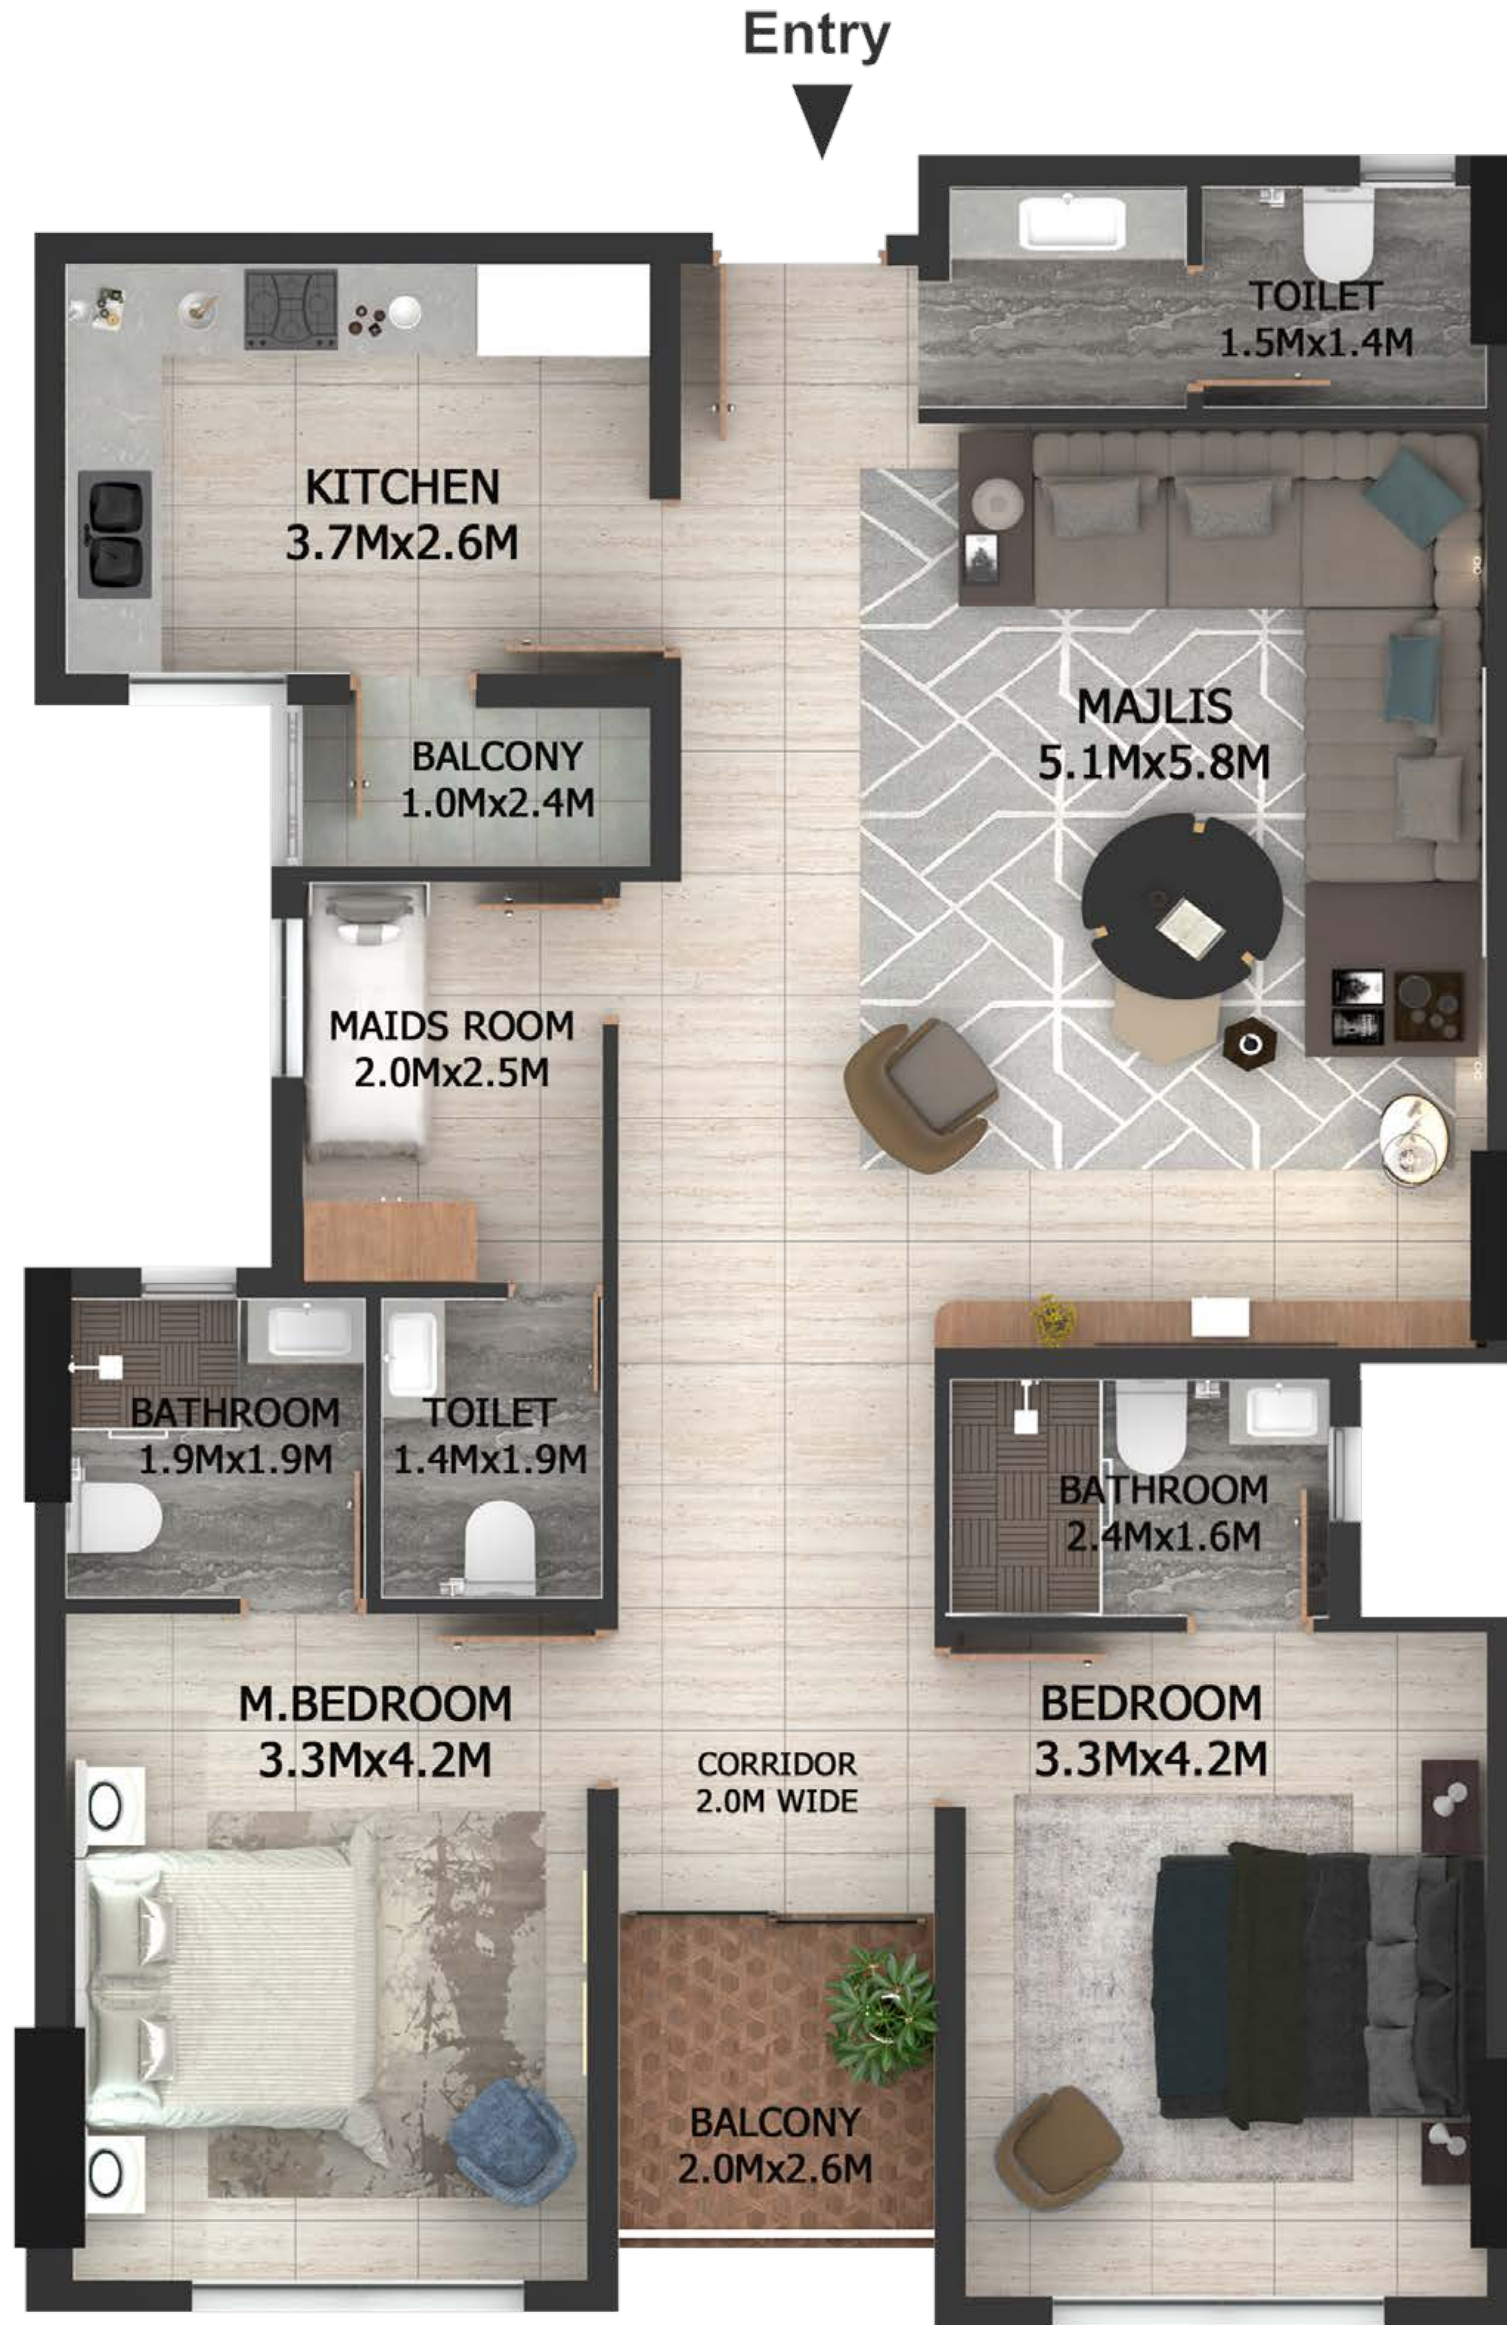 Entry
TOILET
1.5Mx1.4M
KITCHEN
3.7Mx2.6M
MAJLIS
5.1Mx5.8M
BALCONY
1.0Mx2.4M
MAIDS ROOM
2.0Mx2.5M
BATHROOM
1.9Mx1.9M
TOILET
1.4Mx1.9M
BATHROOM
2.4Mx1.6M
M.BEDROOM
3.3Mx4.2M
CORRIDOR
2.0M WIDE
BEDROOM
3.3Mx4.2M
BALCONY
2.0Mx2.6M